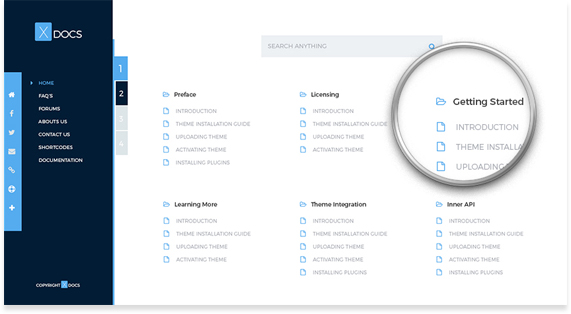 X DOCS
HOME
FAQ'S
FORUMS
ABOUTS US
CONTACT US
SHORTCODES
DOCUMENTATION
COPYRIGHT X DOCS
1
2
3
4
SEARCH ANYTHING
Preface
INTRODUCTION
THEME INSTALLATION GUIDE
UPLOADING THEME
ACTIVATING THEME
INSTALLING PLUGINS
Licensing
INTRODUCTION
THEME INSTALLATION GUIDE
UPLOADING THEME
ACTIVATING THEME
Getting Started
INTRODUCTION
THEME INSTALLA
UPLOADING
Learning More
INTRODUCTION
THEME INSTALLATION GUIDE
UPLOADING THEME
ACTIVATING THEME
Theme Integration
INTRODUCTION
THEME INSTALLATION GUIDE
UPLOADING THEME
ACTIVATING THEME
INSTALLING PLUGINS
Inner API
INTRODUCTION
THEME INSTALLATION GUIDE
UPLOADING THEME
ACTIVATING THEME
INSTALLING PLUGINS